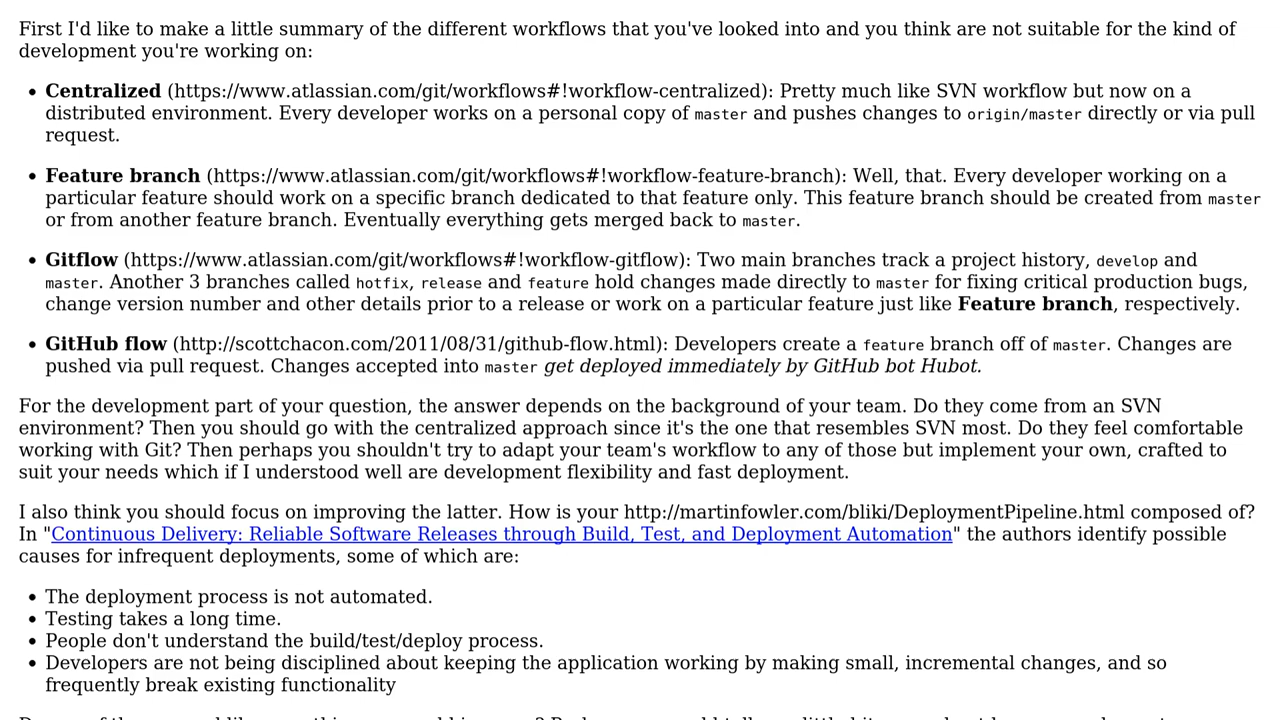 First I'd like to make a little summary of the different workflows that you've looked into and you think are not suitable for the kind of
development you're working on:
• Centralized (https://www.atlassian.com/git/workflows#!workflow-centralized): Pretty much like SVN workflow but now on a
distributed environment. Every developer works on a personal copy of master and pushes changes to origin/master directly or via pull
request.
• Feature branch (https://www.atlassian.com/git/workflows#!workflow-feature-branch): Well, that. Every developer working on a
particular feature should work on a specific branch dedicated to that feature only. This feature branch should be created from master
or from another feature branch. Eventually everything gets merged back to master.
• Gitflow (https://www.atlassian.com/git/workflows#!workflow-gitflow): Two main branches track a project history, develop and
master. Another 3 branches called hotfix, release and feature hold changes made directly to master for fixing critical production bugs,
change version number and other details prior to a release or work on a particular feature just like Feature branch, respectively.
• GitHub flow (http://scottchacon.com/2011/08/31/github-flow.html): Developers create a feature branch off of master. Changes are
pushed via pull request. Changes accepted into master get deployed immediately by GitHub bot Hubot.
For the development part of your question, the answer depends on the background of your team. Do they come from an SVN
environment? Then you should go with the centralized approach since it's the one that resembles SVN most. Do they feel comfortable
working with Git? Then perhaps you shouldn't try to adapt your team's workflow to any of those but implement your own, crafted to
suit your needs which if I understood well are development flexibility and fast deployment.
I also think you should focus on improving the latter. How is your http://martinfowler.com/bliki/DeploymentPipeline.html composed of?
In "Continuous Delivery: Reliable Software Releases through Build, Test, and Deployment Automation" the authors identify possible
causes for infrequent deployments, some of which are:
• The deployment process is not automated.
• Testing takes a long time.
• People don't understand the build/test/deploy process.
• Developers are not being disciplined about keeping the application working by making small, incremental changes, and so
frequently break existing functionality